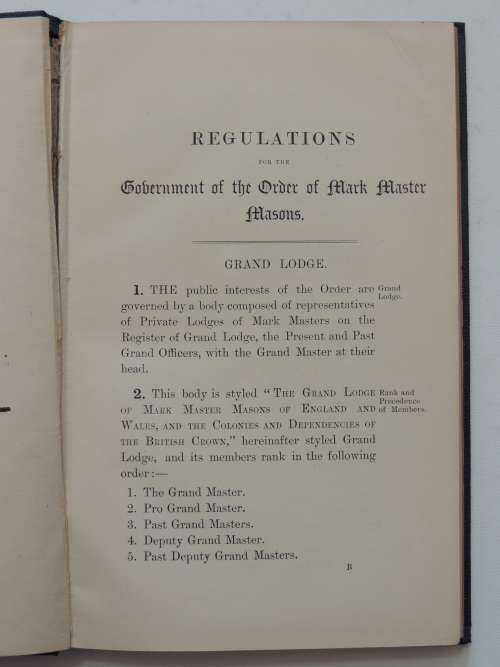 REGULATIONS
FOR THE
Government of the Order of Mark Master
Masons.
GRAND LODGE.
1. THE public interests of the Order are
governed by a body composed of representatives
of Private Lodges of Mark Masters on the
Register of Grand Lodge, the Present and Past
Grand Officers, with the Grand Master at their
head.
Grand
Lodge.
2. This body is styled “THE GRAND LODGE
OF MARK MASTER MASONS OF ENGLAND AND
WALES, AND THE COLONIES AND DEPENDENCIES OF
THE BRITISH CROWN,” hereinafter styled Grand
Lodge, and its members rank in the following
order :—
Rank and
Precedence
of Members.
1. The Grand Master.
2. Pro Grand Master.
3. Past Grand Masters.
4. Deputy Grand Master.
5. Past Deputy Grand Masters.
B